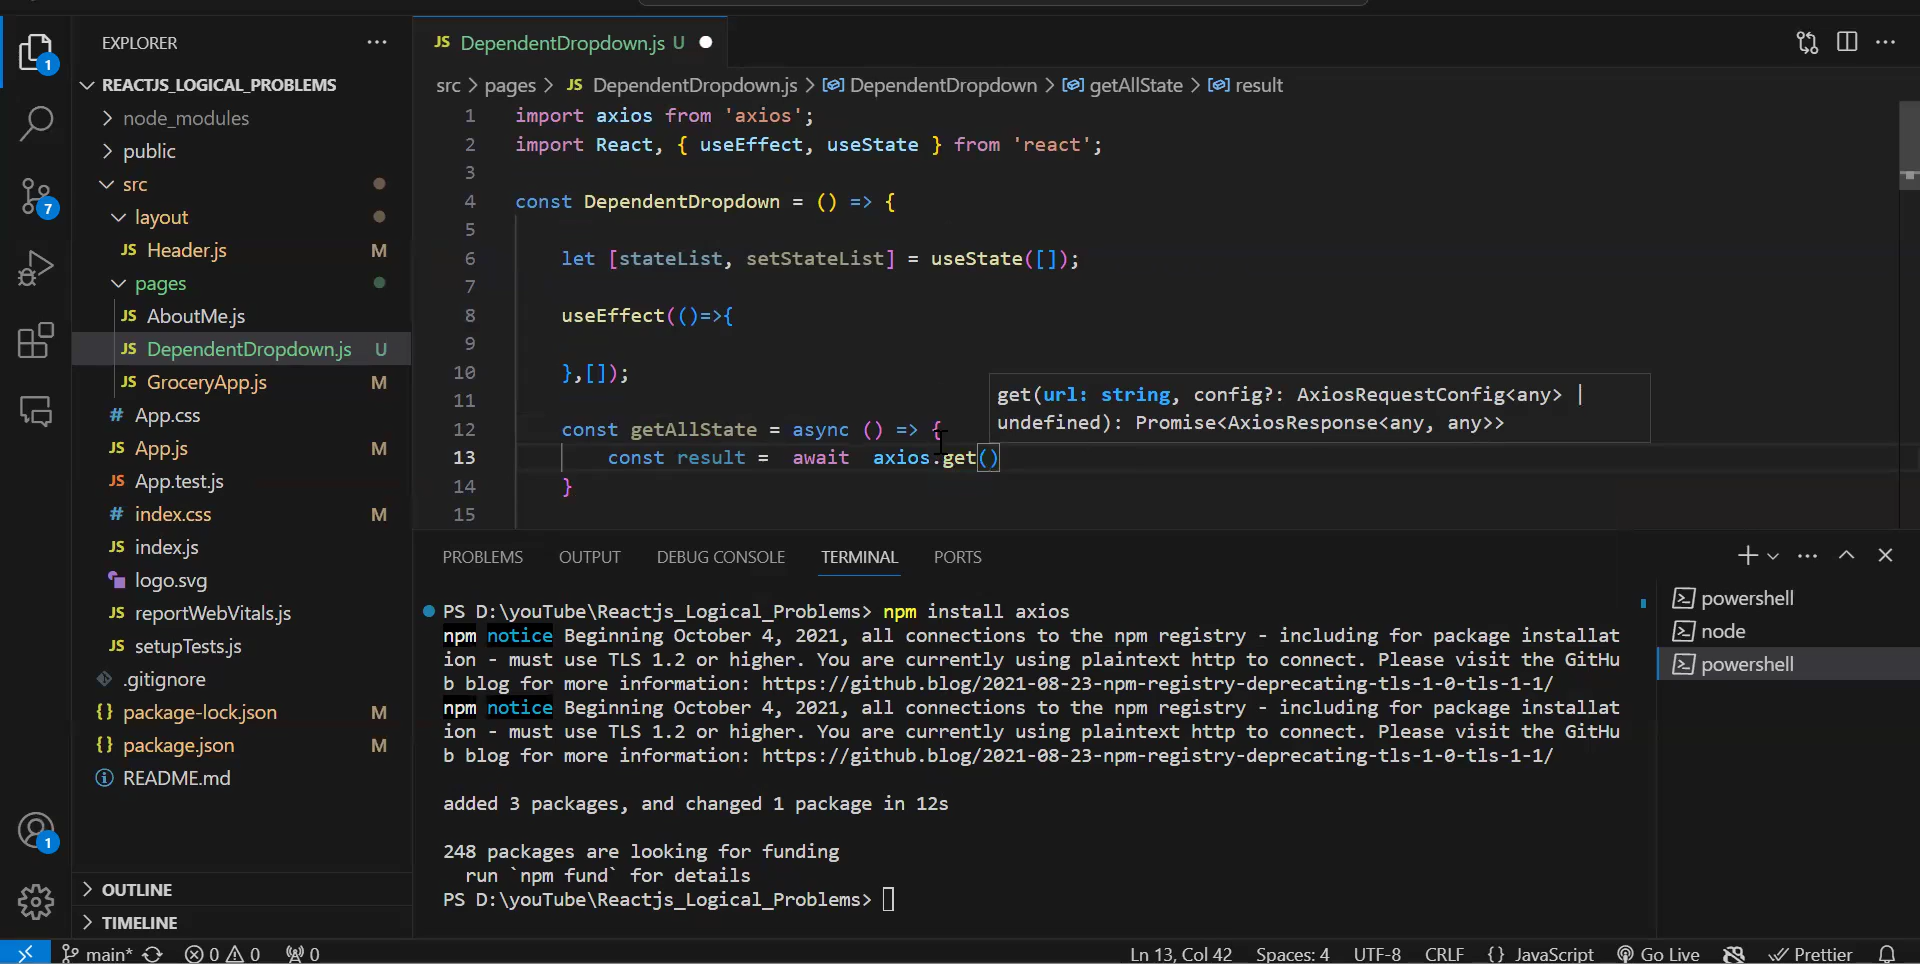 EXPLORER
REACTJS_LOGICAL_PROBLEMS
node_modules
public
src
layout
JS Header.js M
pages
JS AboutMe.js
JS DependentDropdown.js U
JS GroceryApp.js M
# App.css
JS App.js M
JS App.test.js
# index.css M
JS index.js
logo.svg
JS reportWebVitals.js
JS setupTests.js
.gitignore
{} package-lock.json M
{} package.json M
README.md
OUTLINE
TIMELINE
1
7
1
JS DependentDropdown.js U
src > pages > JS DependentDropdown.js > DependentDropdown > getAllState > result
1 import axios from 'axios';
2 import React, { useEffect, useState } from 'react';
3
4 const DependentDropdown = () => {
5
6 let [stateList, setStateList] = useState([]);
7
8 useEffect(()=>{
9
10 },[]);
11
12 const getAllState = async () => {
13 const result =  await  axios.get()
14 }
15
get(url: string, config?: AxiosRequestConfig<any> |
undefined): Promise<AxiosResponse<any, any>>
PROBLEMS OUTPUT DEBUG CONSOLE TERMINAL PORTS
PS D:\youTube\Reactjs_Logical_Problems> npm install axios
npm notice Beginning October 4, 2021, all connections to the npm registry - including for package installat
ion - must use TLS 1.2 or higher. You are currently using plaintext http to connect. Please visit the GitHu
b blog for more information: https://github.blog/2021-08-23-npm-registry-deprecating-tls-1-0-tls-1-1/
npm notice Beginning October 4, 2021, all connections to the npm registry - including for package installat
ion - must use TLS 1.2 or higher. You are currently using plaintext http to connect. Please visit the GitHu
b blog for more information: https://github.blog/2021-08-23-npm-registry-deprecating-tls-1-0-tls-1-1/
added 3 packages, and changed 1 package in 12s
248 packages are looking for funding
run `npm fund` for details
PS D:\youTube\Reactjs_Logical_Problems>
powershell
node
powershell
main* 0 0 0 Ln 13, Col 42 Spaces: 4 UTF-8 CRLF {} JavaScript Go Live Prettier